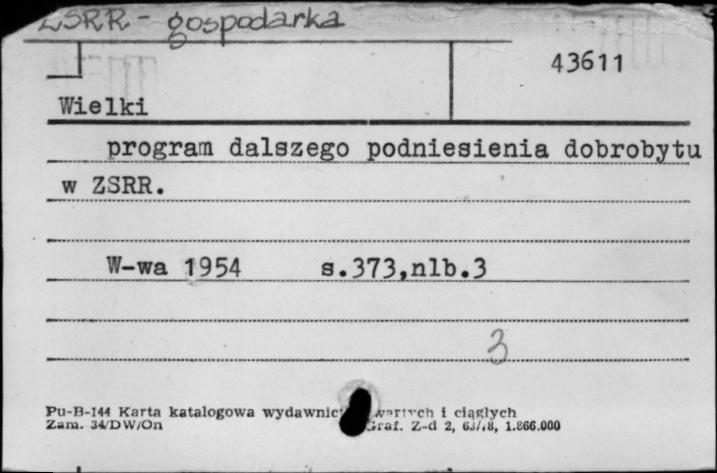 ZSRR - gospodarka
43611
Wielki
program dalszego podniesienia dobrobytu
w ZSRR.
W-wa 1954 s.373,nlb.3
3
Pu-B-144 Karta katalogowa i ciągłych
Zam. 34/DW/On Z-d 2, 1.866.000